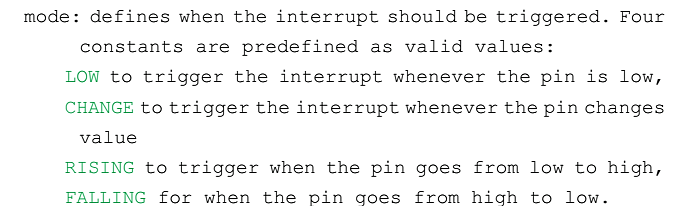 mode: defines when the interrupt should be triggered. Four
constants are predefined as valid values:
LOW to trigger the interrupt whenever the pin is low,
CHANGE to trigger the interrupt whenever the pin changes
value
RISING to trigger when the pin goes from low to high,
FALLING for when the pin goes from high to low.